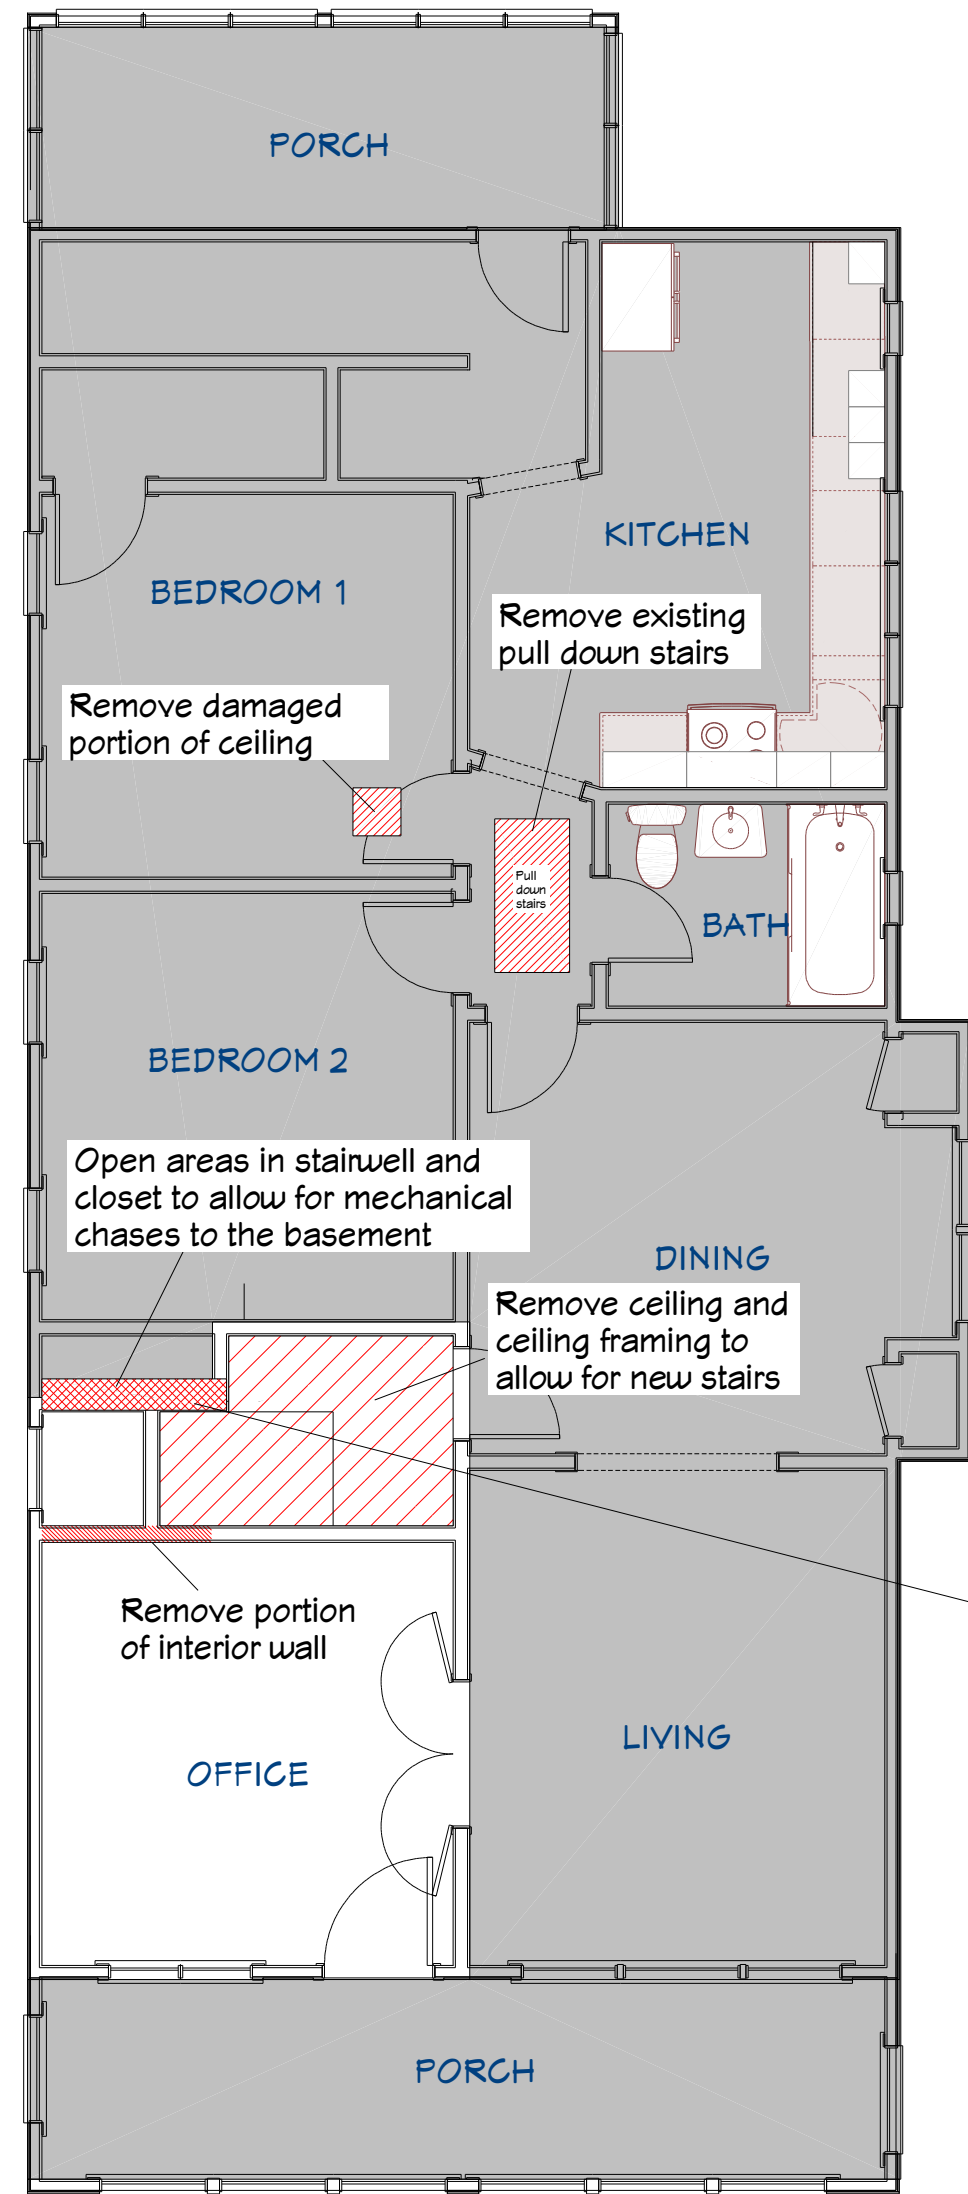 PORCH
KITCHEN
BEDROOM 1
Remove existing
pull down stairs
Remove damaged
portion of ceiling
Pull
down
stairs
BATH
BEDROOM 2
Open areas in stairwell and
closet to allow for mechanical
chases to the basement
DINING
Remove ceiling and
ceiling framing to
allow for new stairs
Remove portion
of interior wall
LIVING
OFFICE
PORCH